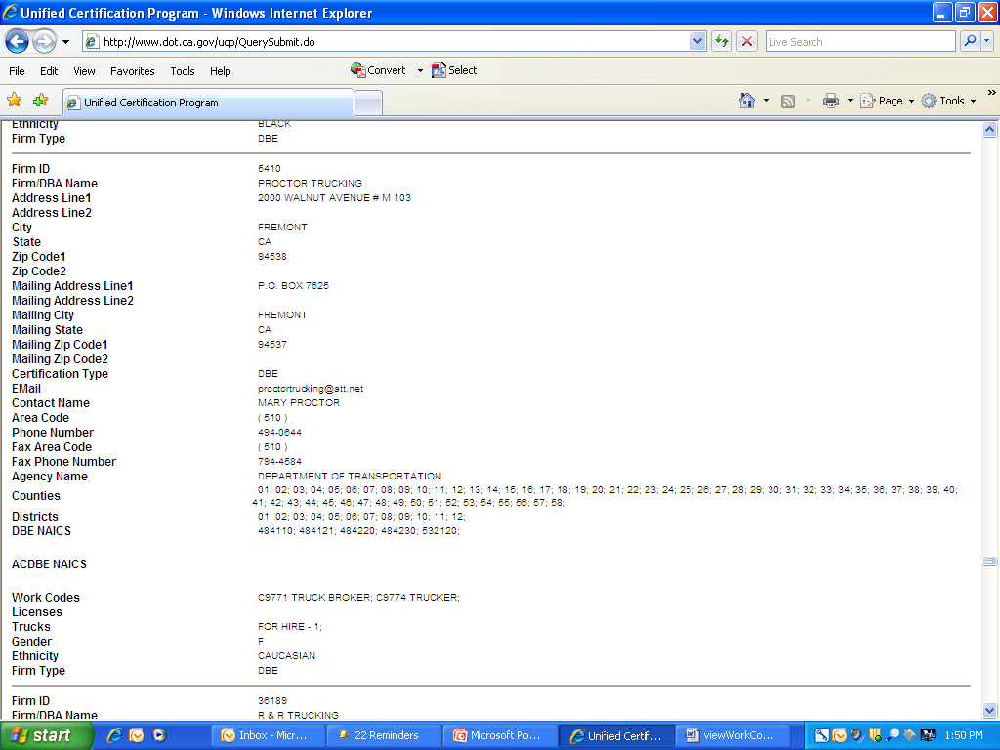 Unified Certification Program - Windows Internet Explorer
http://www.dot.ca.gov/ucp/QuerySubmit.do
Live Search
File Edit View Favorites Tools Help
Convert Select
Unified Certification Program
Page Tools »
Ethnicity BLACK
Firm Type DBE
Firm ID 5410
Firm/DBA Name PROCTOR TRUCKING
Address Line1 2000 WALNUT AVENUE # M 103
Address Line2
City FREMONT
State CA
Zip Code1 94538
Zip Code2
Mailing Address Line1 P.O. BOX 7625
Mailing Address Line2
Mailing City FREMONT
Mailing State CA
Mailing Zip Code1 94537
Mailing Zip Code2
Certification Type DBE
EMail proctortrucking@att.net
Contact Name MARY PROCTOR
Area Code ( 510 )
Phone Number 494-0644
Fax Area Code ( 510 )
Fax Phone Number 794-4584
Agency Name DEPARTMENT OF TRANSPORTATION
Counties 01; 02; 03; 04; 05; 06; 07; 08; 09; 10; 11; 12; 13; 14; 15; 16; 17; 18; 19; 20; 21; 22; 23; 24; 25; 26; 27; 28; 29; 30; 31; 32; 33; 34; 35; 36; 37; 38; 39; 40;
41; 42; 43; 44; 45; 46; 47; 48; 49; 50; 51; 52; 53; 54; 55; 56; 57; 58;
Districts 01; 02; 03; 04; 05; 06; 07; 08; 09; 10; 11; 12;
DBE NAICS 484110; 484121; 484220; 484230; 532120;
ACDBE NAICS
Work Codes C9771 TRUCK BROKER; C9774 TRUCKER;
Licenses
Trucks FOR HIRE - 1;
Gender F
Ethnicity CAUCASIAN
Firm Type DBE
Firm ID 36189
Firm/DBA Name R & R TRUCKING
start Inbox - Micr... 22 Reminders Microsoft Po... Unified Certif... viewWorkCo... 1:50 PM